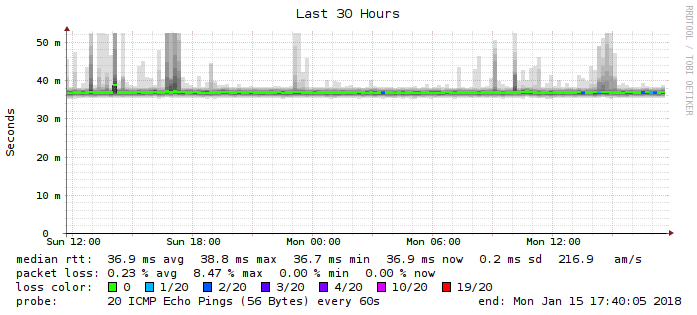 Last 30 Hours
RRDTOOL / TOBI OETIKER
Seconds
50 m
40 m
30 m
20 m
10 m
0
Sun 12:00 Sun 18:00 Mon 00:00 Mon 06:00 Mon 12:00
median rtt: 36.9 ms avg 38.8 ms max 36.7 ms min 36.9 ms now 0.2 ms sd 216.9 am/s
packet loss: 0.23 % avg 8.47 % max 0.00 % min 0.00 % now
loss color: 0 1/20 2/20 3/20 4/20 10/20 19/20
probe: 20 ICMP Echo Pings (56 Bytes) every 60s end: Mon Jan 15 17:40:05 2018